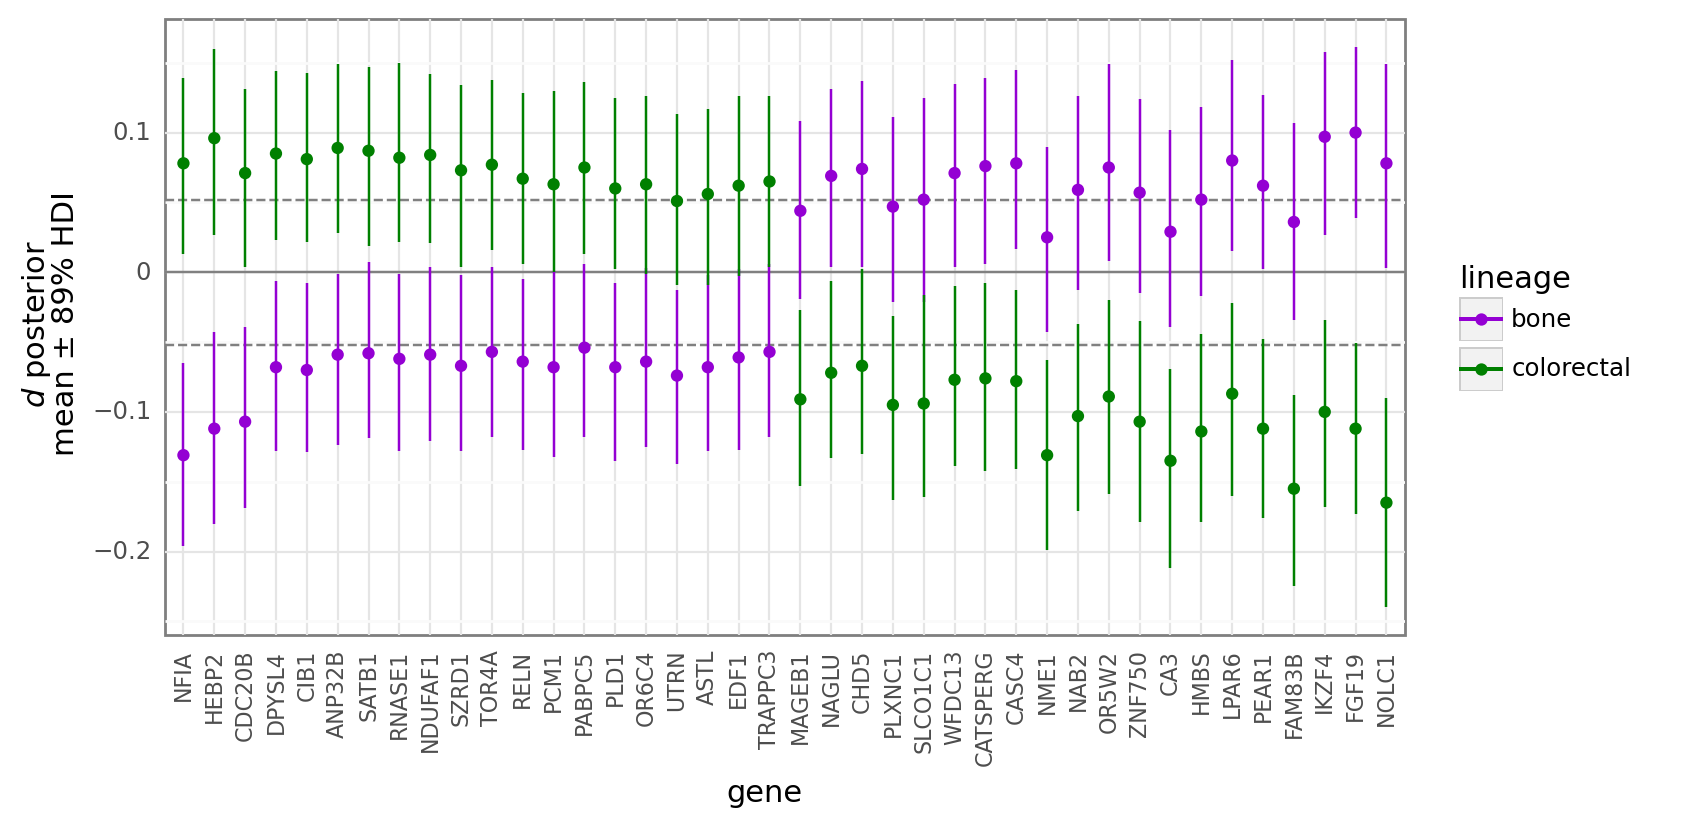 d posterior
mean ± 89% HDI
0.1
0
−0.1
−0.2
NFIA
HEBP2
CDC20B
DPYSL4
CIB1
ANP32B
SATB1
RNASE1
NDUFAF1
SZRD1
TOR4A
RELN
PCM1
PABPC5
PLD1
OR6C4
UTRN
ASTL
EDF1
TRAPPC3
MAGEB1
NAGLU
CHD5
PLXNC1
SLCO1C1
WFDC13
CATSPERG
CASC4
NME1
NAB2
OR5W2
ZNF750
CA3
HMBS
LPAR6
PEAR1
FAM83B
IKZF4
FGF19
NOLC1
gene
lineage
bone
colorectal